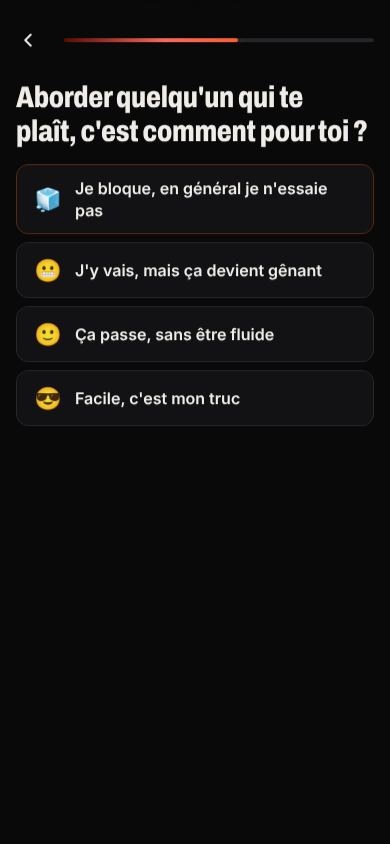 Aborder quelqu'un qui te
plaît, c'est comment pour toi ?
Je bloque, en général je n'essaie
pas
J'y vais, mais ça devient gênant
Ça passe, sans être fluide
Facile, c'est mon truc